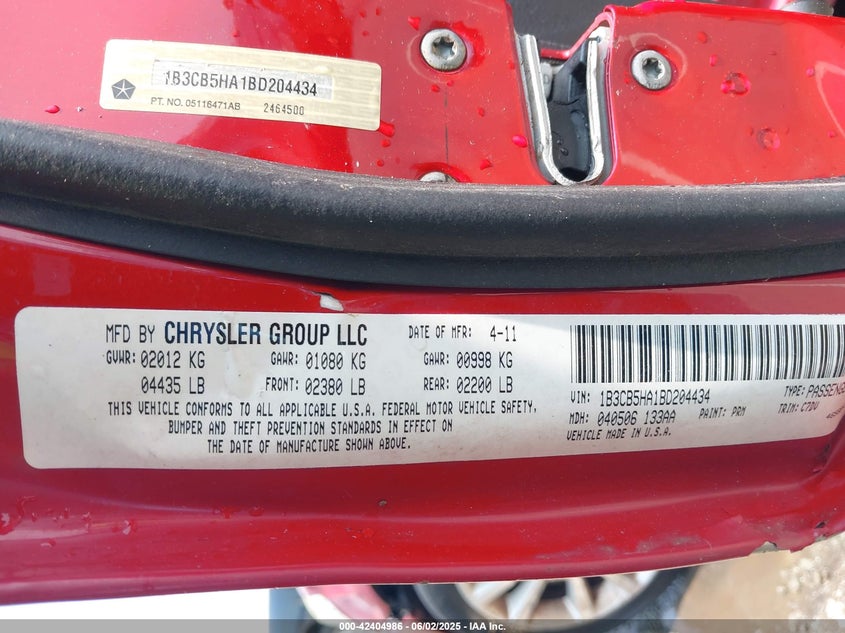 1B3CB5HA1BD204434
PT. NO. 05116471AB 2464500
MFD BY CHRYSLER GROUP LLC DATE OF MFR: 4-11
GVWR: 02012 KG GAWR: 01080 KG GAWR: 00998 KG
04435 LB FRONT: 02380 LB REAR: 02200 LB
THIS VEHICLE CONFORMS TO ALL APPLICABLE U.S.A. FEDERAL MOTOR VEHICLE SAFETY,
BUMPER AND THEFT PREVENTION STANDARDS IN EFFECT ON
THE DATE OF MANUFACTURE SHOWN ABOVE.
VIN: 1B3CB5HA1BD204434 TYPE: PASSENG
MDH: 040506 133AA PAINT: PRM TRIM: C7DV
VEHICLE MADE IN U.S.A.
000-42404986 - 06/02/2025 - IAA Inc.